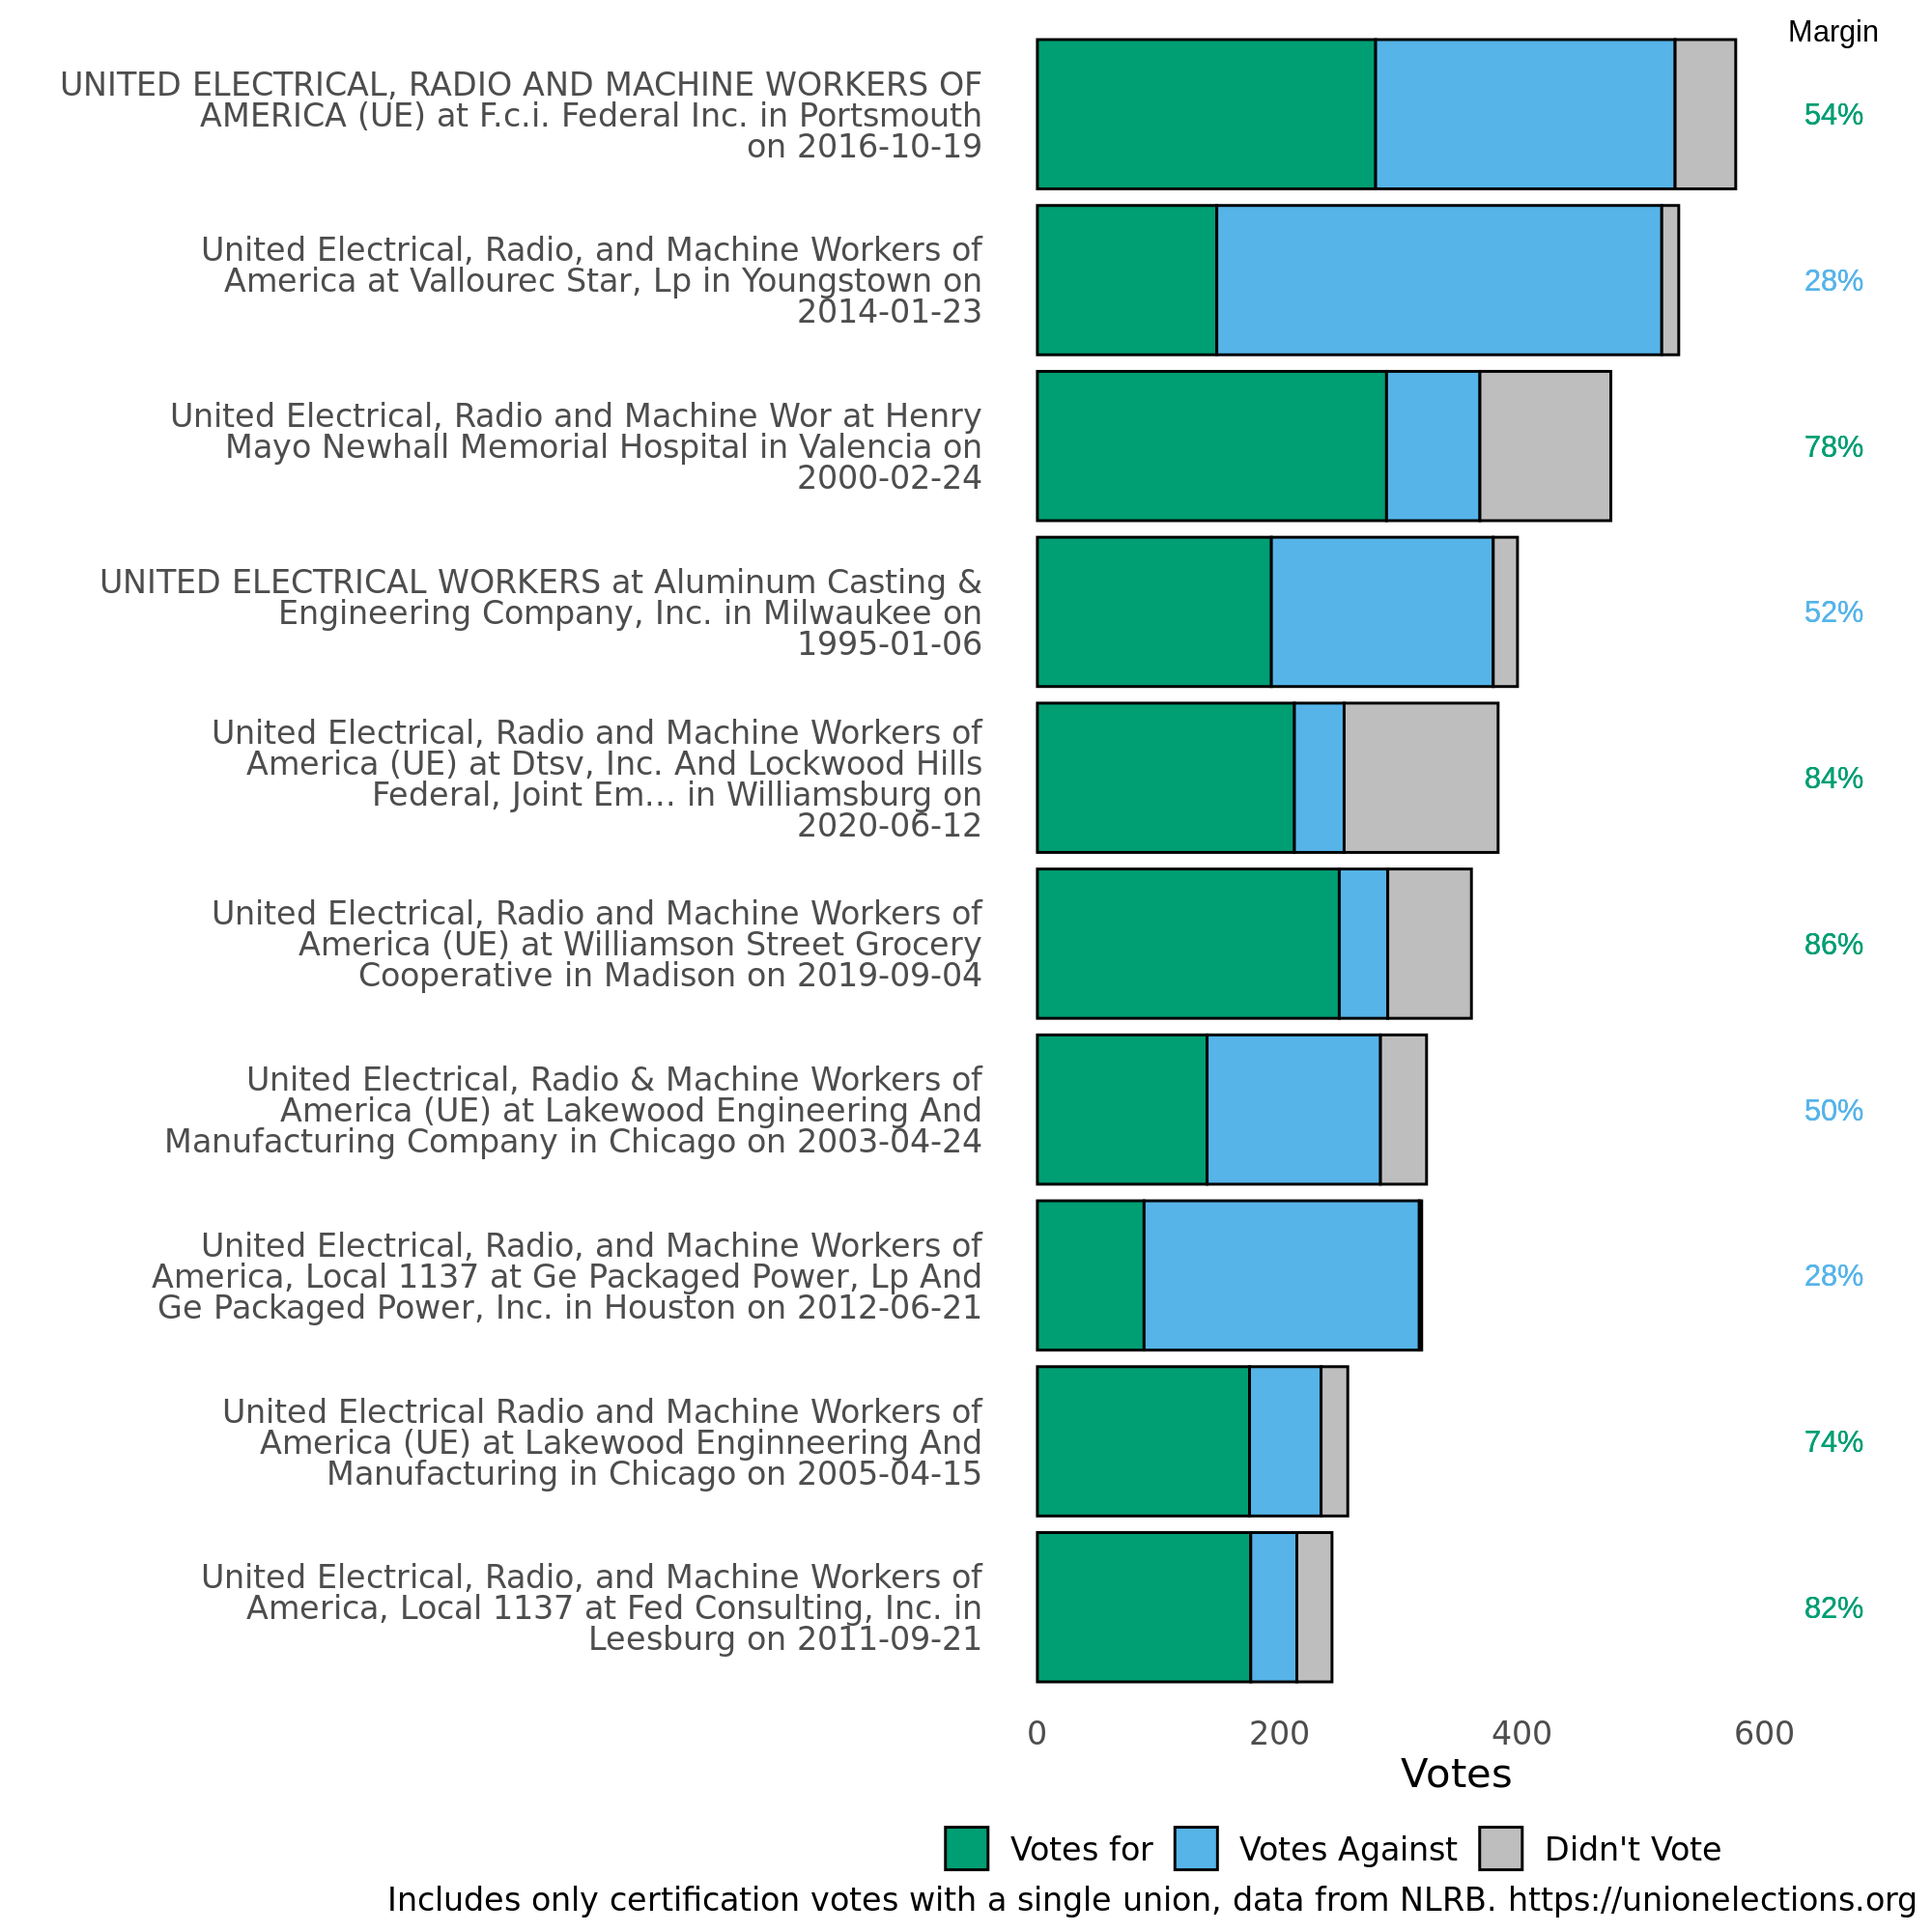 Margin
UNITED ELECTRICAL, RADIO AND MACHINE WORKERS OF
AMERICA (UE) at F.c.i. Federal Inc. in Portsmouth
on 2016-10-19
54%
United Electrical, Radio, and Machine Workers of
America at Vallourec Star, Lp in Youngstown on
2014-01-23
28%
United Electrical, Radio and Machine Wor at Henry
Mayo Newhall Memorial Hospital in Valencia on
2000-02-24
78%
UNITED ELECTRICAL WORKERS at Aluminum Casting &
Engineering Company, Inc. in Milwaukee on
1995-01-06
52%
United Electrical, Radio and Machine Workers of
America (UE) at Dtsv, Inc. And Lockwood Hills
Federal, Joint Em... in Williamsburg on
2020-06-12
84%
United Electrical, Radio and Machine Workers of
America (UE) at Williamson Street Grocery
Cooperative in Madison on 2019-09-04
86%
United Electrical, Radio & Machine Workers of
America (UE) at Lakewood Engineering And
Manufacturing Company in Chicago on 2003-04-24
50%
United Electrical, Radio, and Machine Workers of
America, Local 1137 at Ge Packaged Power, Lp And
Ge Packaged Power, Inc. in Houston on 2012-06-21
28%
United Electrical Radio and Machine Workers of
America (UE) at Lakewood Enginneering And
Manufacturing in Chicago on 2005-04-15
74%
United Electrical, Radio, and Machine Workers of
America, Local 1137 at Fed Consulting, Inc. in
Leesburg on 2011-09-21
82%
0 200 400 600
Votes
Votes for Votes Against Didn't Vote
Includes only certification votes with a single union, data from NLRB. https://unionelections.org